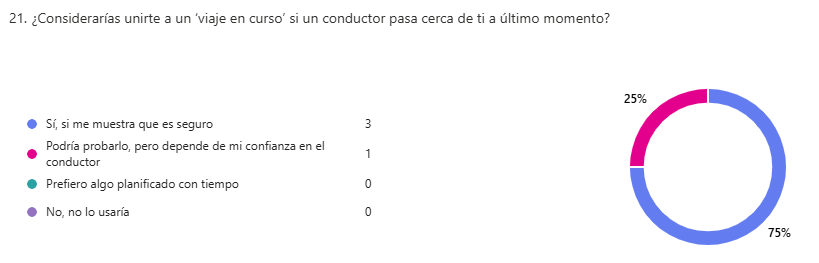 21. ¿Considerarías unirte a un ‘viaje en curso’ si un conductor pasa cerca de ti a último momento?
Sí, si me muestra que es seguro 3
Podría probarlo, pero depende de mi confianza en el
conductor 1
Prefiero algo planificado con tiempo 0
No, no lo usaría 0
25%
75%